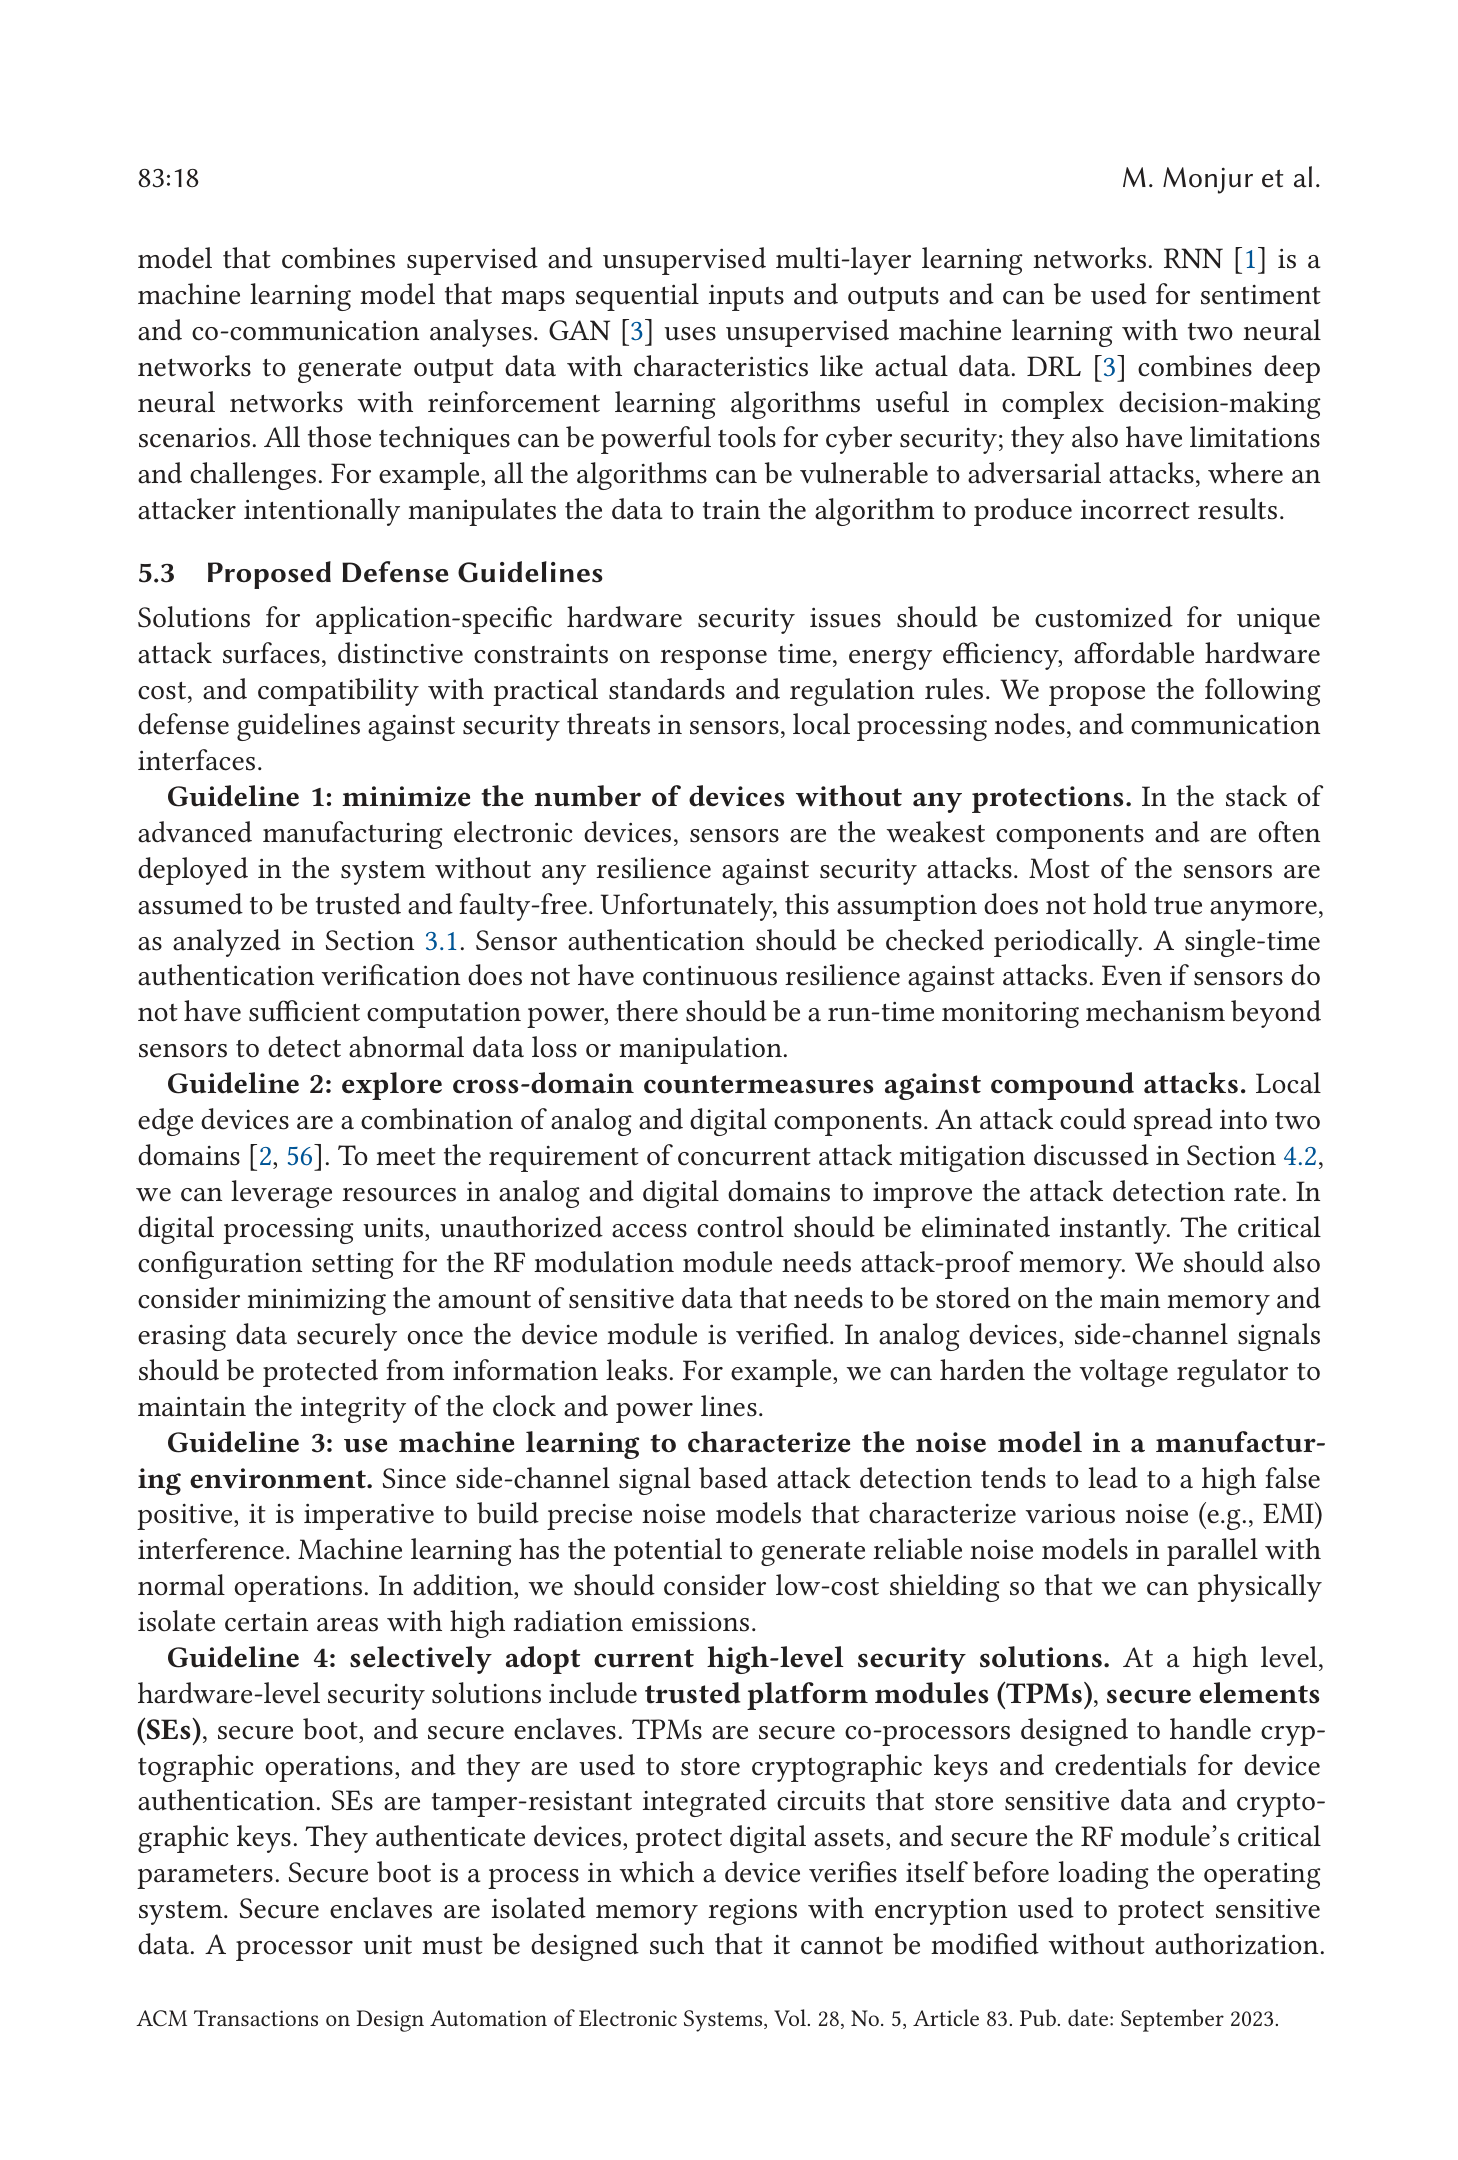 83:18 M. Monjur et al.
model that combines supervised and unsupervised multi-layer learning networks. RNN [1] is a
machine learning model that maps sequential inputs and outputs and can be used for sentiment
and co-communication analyses. GAN [3] uses unsupervised machine learning with two neural
networks to generate output data with characteristics like actual data. DRL [3] combines deep
neural networks with reinforcement learning algorithms useful in complex decision-making
scenarios. All those techniques can be powerful tools for cyber security; they also have limitations
and challenges. For example, all the algorithms can be vulnerable to adversarial attacks, where an
attacker intentionally manipulates the data to train the algorithm to produce incorrect results.
5.3 Proposed Defense Guidelines
Solutions for application-specific hardware security issues should be customized for unique
attack surfaces, distinctive constraints on response time, energy efficiency, affordable hardware
cost, and compatibility with practical standards and regulation rules. We propose the following
defense guidelines against security threats in sensors, local processing nodes, and communication
interfaces.
Guideline 1: minimize the number of devices without any protections. In the stack of
advanced manufacturing electronic devices, sensors are the weakest components and are often
deployed in the system without any resilience against security attacks. Most of the sensors are
assumed to be trusted and faulty-free. Unfortunately, this assumption does not hold true anymore,
as analyzed in Section 3.1. Sensor authentication should be checked periodically. A single-time
authentication verification does not have continuous resilience against attacks. Even if sensors do
not have sufficient computation power, there should be a run-time monitoring mechanism beyond
sensors to detect abnormal data loss or manipulation.
Guideline 2: explore cross-domain countermeasures against compound attacks. Local
edge devices are a combination of analog and digital components. An attack could spread into two
domains [2, 56]. To meet the requirement of concurrent attack mitigation discussed in Section 4.2,
we can leverage resources in analog and digital domains to improve the attack detection rate. In
digital processing units, unauthorized access control should be eliminated instantly. The critical
configuration setting for the RF modulation module needs attack-proof memory. We should also
consider minimizing the amount of sensitive data that needs to be stored on the main memory and
erasing data securely once the device module is verified. In analog devices, side-channel signals
should be protected from information leaks. For example, we can harden the voltage regulator to
maintain the integrity of the clock and power lines.
Guideline 3: use machine learning to characterize the noise model in a manufactur-
ing environment. Since side-channel signal based attack detection tends to lead to a high false
positive, it is imperative to build precise noise models that characterize various noise (e.g., EMI)
interference. Machine learning has the potential to generate reliable noise models in parallel with
normal operations. In addition, we should consider low-cost shielding so that we can physically
isolate certain areas with high radiation emissions.
Guideline 4: selectively adopt current high-level security solutions. At a high level,
hardware-level security solutions include trusted platform modules (TPMs), secure elements
(SEs), secure boot, and secure enclaves. TPMs are secure co-processors designed to handle cryp-
tographic operations, and they are used to store cryptographic keys and credentials for device
authentication. SEs are tamper-resistant integrated circuits that store sensitive data and crypto-
graphic keys. They authenticate devices, protect digital assets, and secure the RF module’s critical
parameters. Secure boot is a process in which a device verifies itself before loading the operating
system. Secure enclaves are isolated memory regions with encryption used to protect sensitive
data. A processor unit must be designed such that it cannot be modified without authorization.
ACM Transactions on Design Automation of Electronic Systems, Vol. 28, No. 5, Article 83. Pub. date: September 2023.